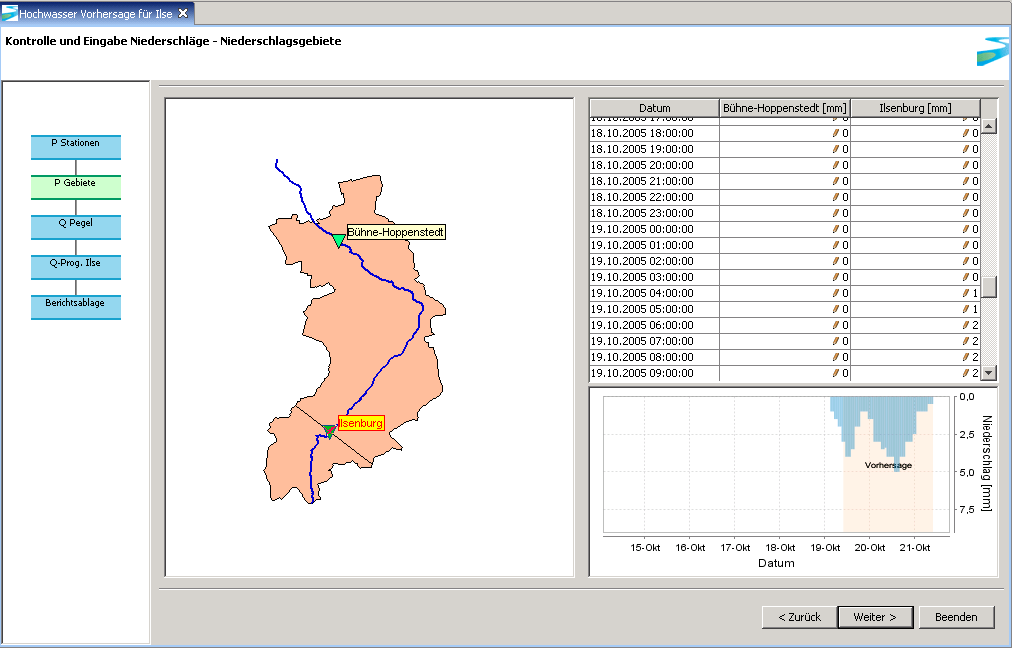 Hochwasser Vorhersage für Ilse
Kontrolle und Eingabe Niederschläge - Niederschlagsgebiete
P Stationen
P Gebiete
Q Pegel
Q-Prog. Ilse
Berichtsablage
Bühne-Hoppenstedt
Ilsenburg
Datum Bühne-Hoppenstedt [mm] Ilsenburg [mm]
18.10.2005 17:00:00 0 0
18.10.2005 18:00:00 0 0
18.10.2005 19:00:00 0 0
18.10.2005 20:00:00 0 0
18.10.2005 21:00:00 0 0
18.10.2005 22:00:00 0 0
18.10.2005 23:00:00 0 0
19.10.2005 00:00:00 0 0
19.10.2005 01:00:00 0 0
19.10.2005 02:00:00 0 0
19.10.2005 03:00:00 0 0
19.10.2005 04:00:00 0 1
19.10.2005 05:00:00 0 1
19.10.2005 06:00:00 0 2
19.10.2005 07:00:00 0 2
19.10.2005 08:00:00 0 2
19.10.2005 09:00:00 0 2
0,0
2,5
5,0
7,5
Niederschlag [mm]
Vorhersage
15-Okt 16-Okt 17-Okt 18-Okt 19-Okt 20-Okt 21-Okt
Datum
< Zurück Weiter > Beenden